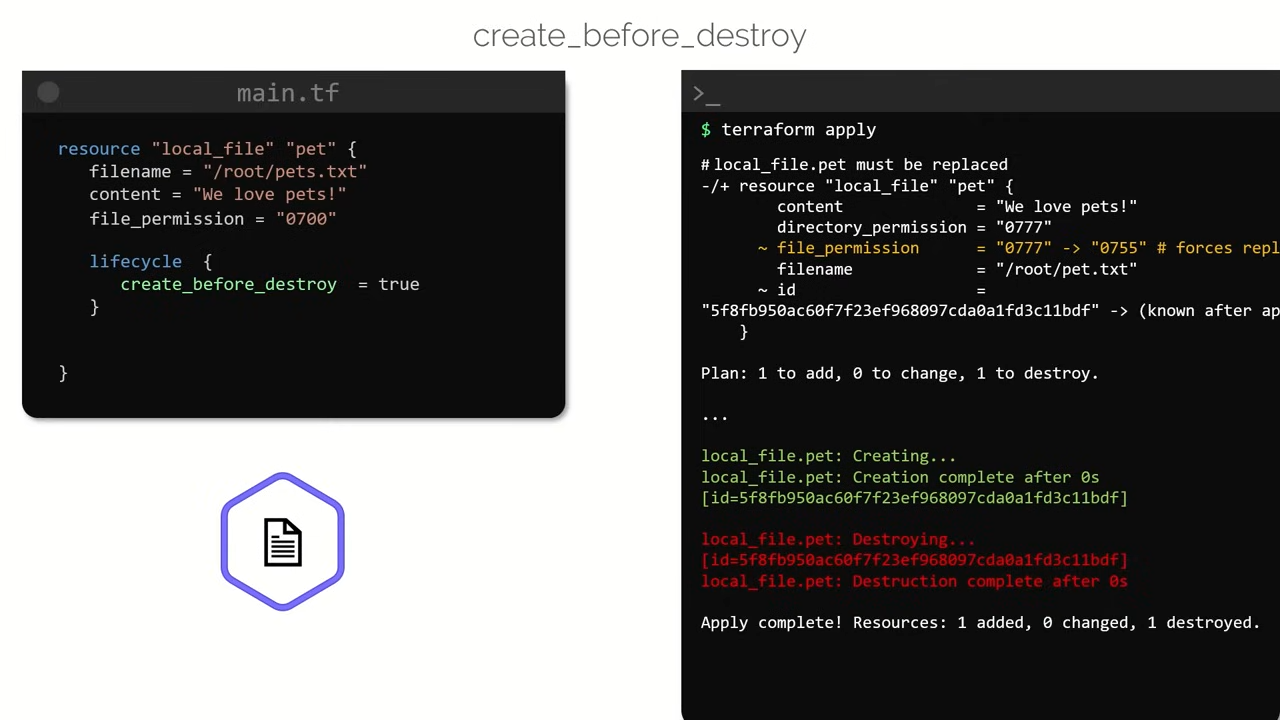 create_before_destroy
main.tf
resource "local_file" "pet" {
filename = "/root/pets.txt"
content = "We love pets!"
file_permission = "0700"
lifecycle {
create_before_destroy = true
}
}
>_
$ terraform apply
# local_file.pet must be replaced
-/+ resource "local_file" "pet" {
content = "We love pets!"
directory_permission = "0777"
~ file_permission = "0777" -> "0755" # forces repl
filename = "/root/pet.txt"
~ id =
"5f8fb950ac60f7f23ef968097cda0a1fd3c11bdf" -> (known after ap
}
Plan: 1 to add, 0 to change, 1 to destroy.
...
local_file.pet: Creating...
local_file.pet: Creation complete after 0s
[id=5f8fb950ac60f7f23ef968097cda0a1fd3c11bdf]
local_file.pet: Destroying...
[id=5f8fb950ac60f7f23ef968097cda0a1fd3c11bdf]
local_file.pet: Destruction complete after 0s
Apply complete! Resources: 1 added, 0 changed, 1 destroyed.